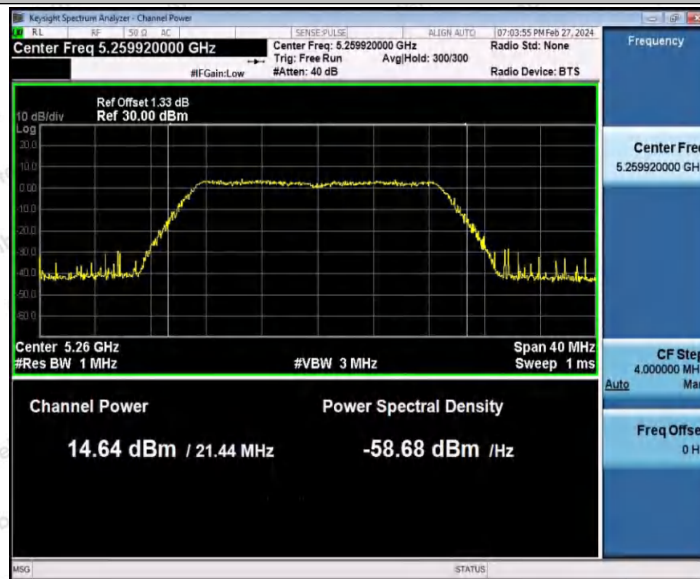 Keysight Spectrum Analyzer - Channel Power
RL RF 50 Ω AC SENSE:PULSE ALIGN AUTO 07:03:55 PM Feb 27, 2024
Center Freq 5.259920000 GHz
Center Freq: 5.259920000 GHz
Radio Std: None
Trig: Free Run Avg|Hold: 300/300
#IFGain:Low
#Atten: 40 dB
Radio Device: BTS
Ref Offset 1.33 dB
10 dB/div Ref 30.00 dBm
Log
20.0
10.0
0.00
-10.0
-20.0
-30.0
-40.0
-50.0
-60.0
Center 5.26 GHz
Span 40 MHz
#Res BW 1 MHz
#VBW 3 MHz
Sweep 1 ms
Channel Power
Power Spectral Density
14.64 dBm / 21.44 MHz
-58.68 dBm /Hz
MSG
STATUS
Frequency
Center Fre
5.259920000 GH
CF Step
4.000000 MH
Auto Ma
Freq Offse
0 H